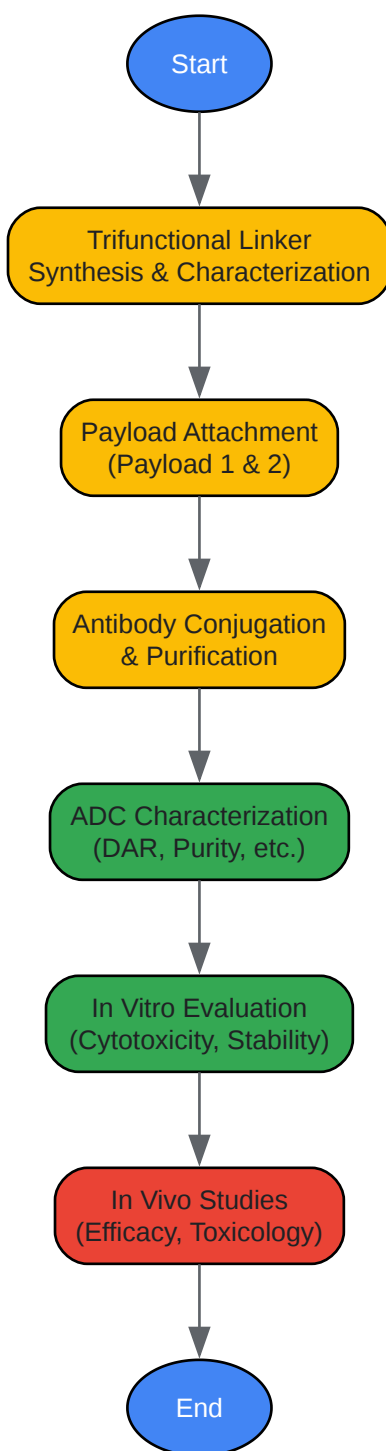 Start
Trifunctional Linker
Synthesis & Characterization
Payload Attachment
(Payload 1 & 2)
Antibody Conjugation
& Purification
ADC Characterization
(DAR, Purity, etc.)
In Vitro Evaluation
(Cytotoxicity, Stability)
In Vivo Studies
(Efficacy, Toxicology)
End